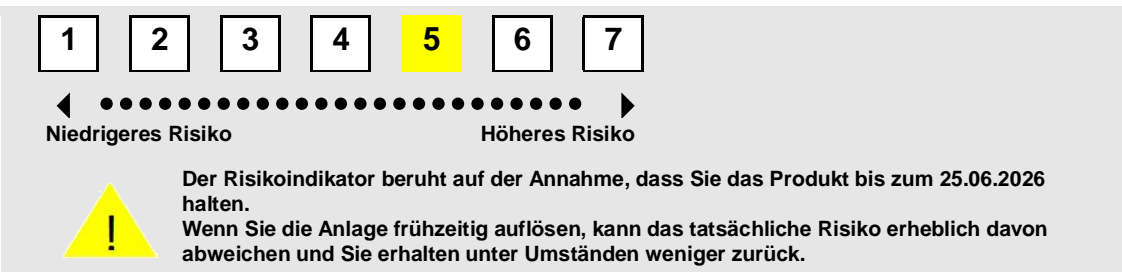 1 2 3 4 5 6 7
Niedrigeres Risiko Höheres Risiko
Der Risikoindikator beruht auf der Annahme, dass Sie das Produkt bis zum 25.06.2026
halten.
Wenn Sie die Anlage frühzeitig auflösen, kann das tatsächliche Risiko erheblich davon
abweichen und Sie erhalten unter Umständen weniger zurück.
!